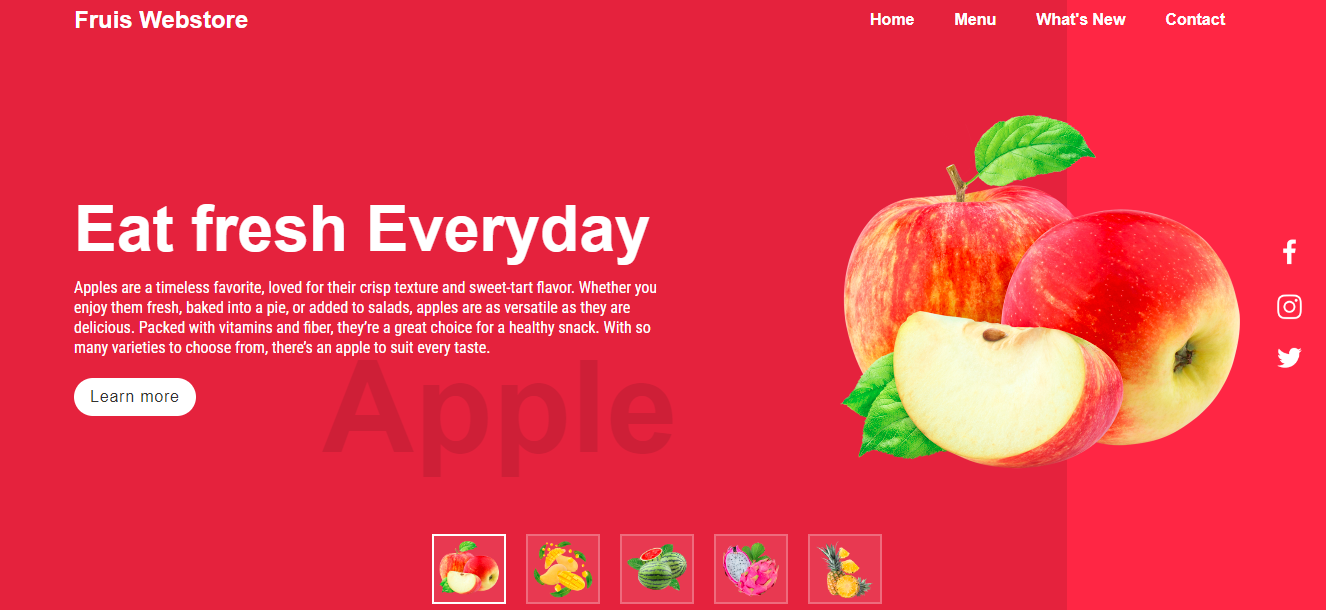 Fruis Webstore
Home Menu What's New Contact
Eat fresh Everyday
Apples are a timeless favorite, loved for their crisp texture and sweet-tart flavor. Whether you
enjoy them fresh, baked into a pie, or added to salads, apples are as versatile as they are
delicious. Packed with vitamins and fiber, they’re a great choice for a healthy snack. With so
many varieties to choose from, there’s an apple to suit every taste.
Learn more
Apple